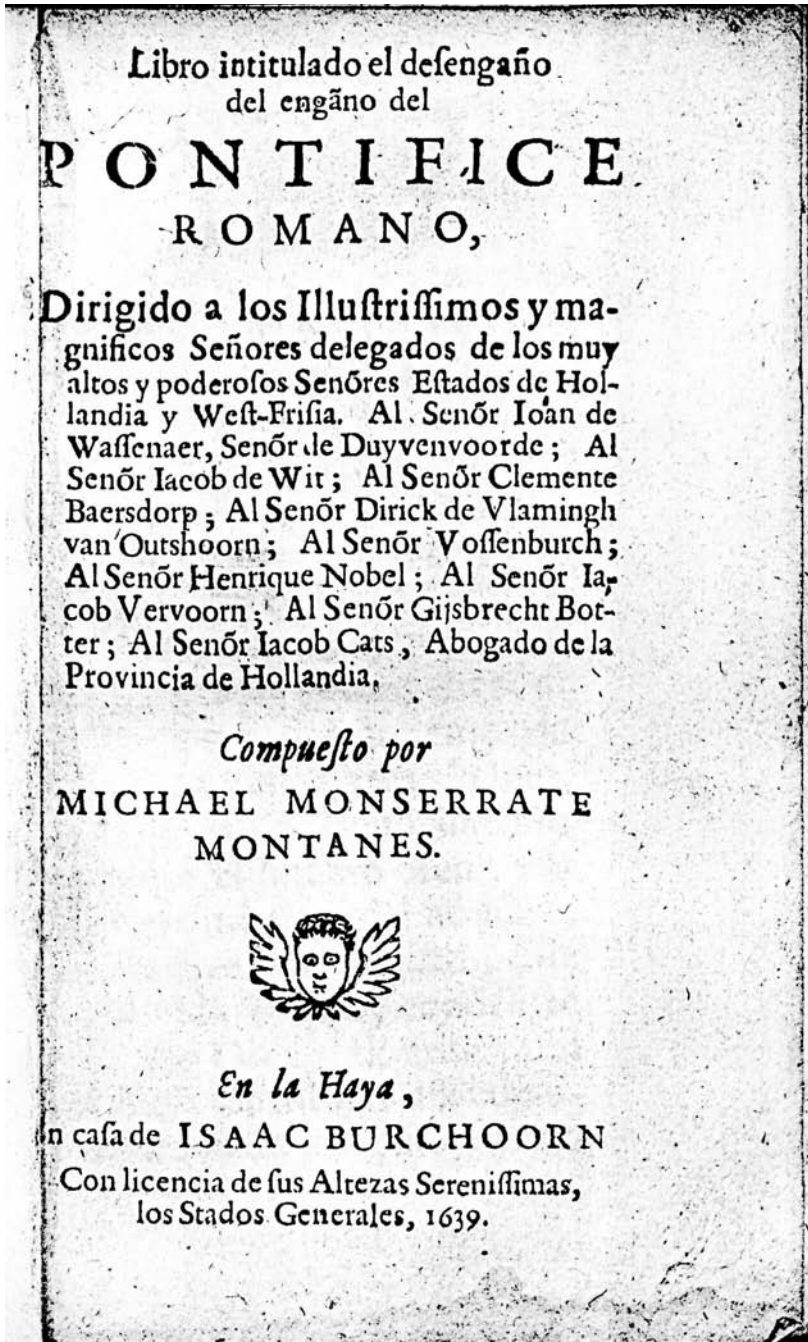 Libro intitulado el deſengaño
del engãno del
PONTIFICE
ROMANO,
Dirigido a los Illuſtriſſimos y ma-
gnificos Señores delegados de los muy
altos y poderoſos Senõres Eſtados de Hol-
landia y Weſt-Friſia. Al Senõr Ioan de
Waſſenaer, Senõr de Duyvenvoorde; Al
Senõr Iacob de Wit; Al Senõr Clemente
Baersdorp; Al Senõr Dirick de Vlamingh
van Outshoorn; Al Senõr Voſſenburch;
Al Senõr Henrique Nobel; Al Senõr Ia-
cob Vervoorn; Al Senõr Gijsbrecht Bot-
ter; Al Senõr Iacob Cats, Abogado de la
Provincia de Hollandia.
Compueſto por
MICHAEL MONSERRATE
MONTANES.
En la Haya,
n caſa de ISAAC BURCHOORN
Con licencia de ſus Altezas Sereniſſimas,
los Stados Generales, 1639.